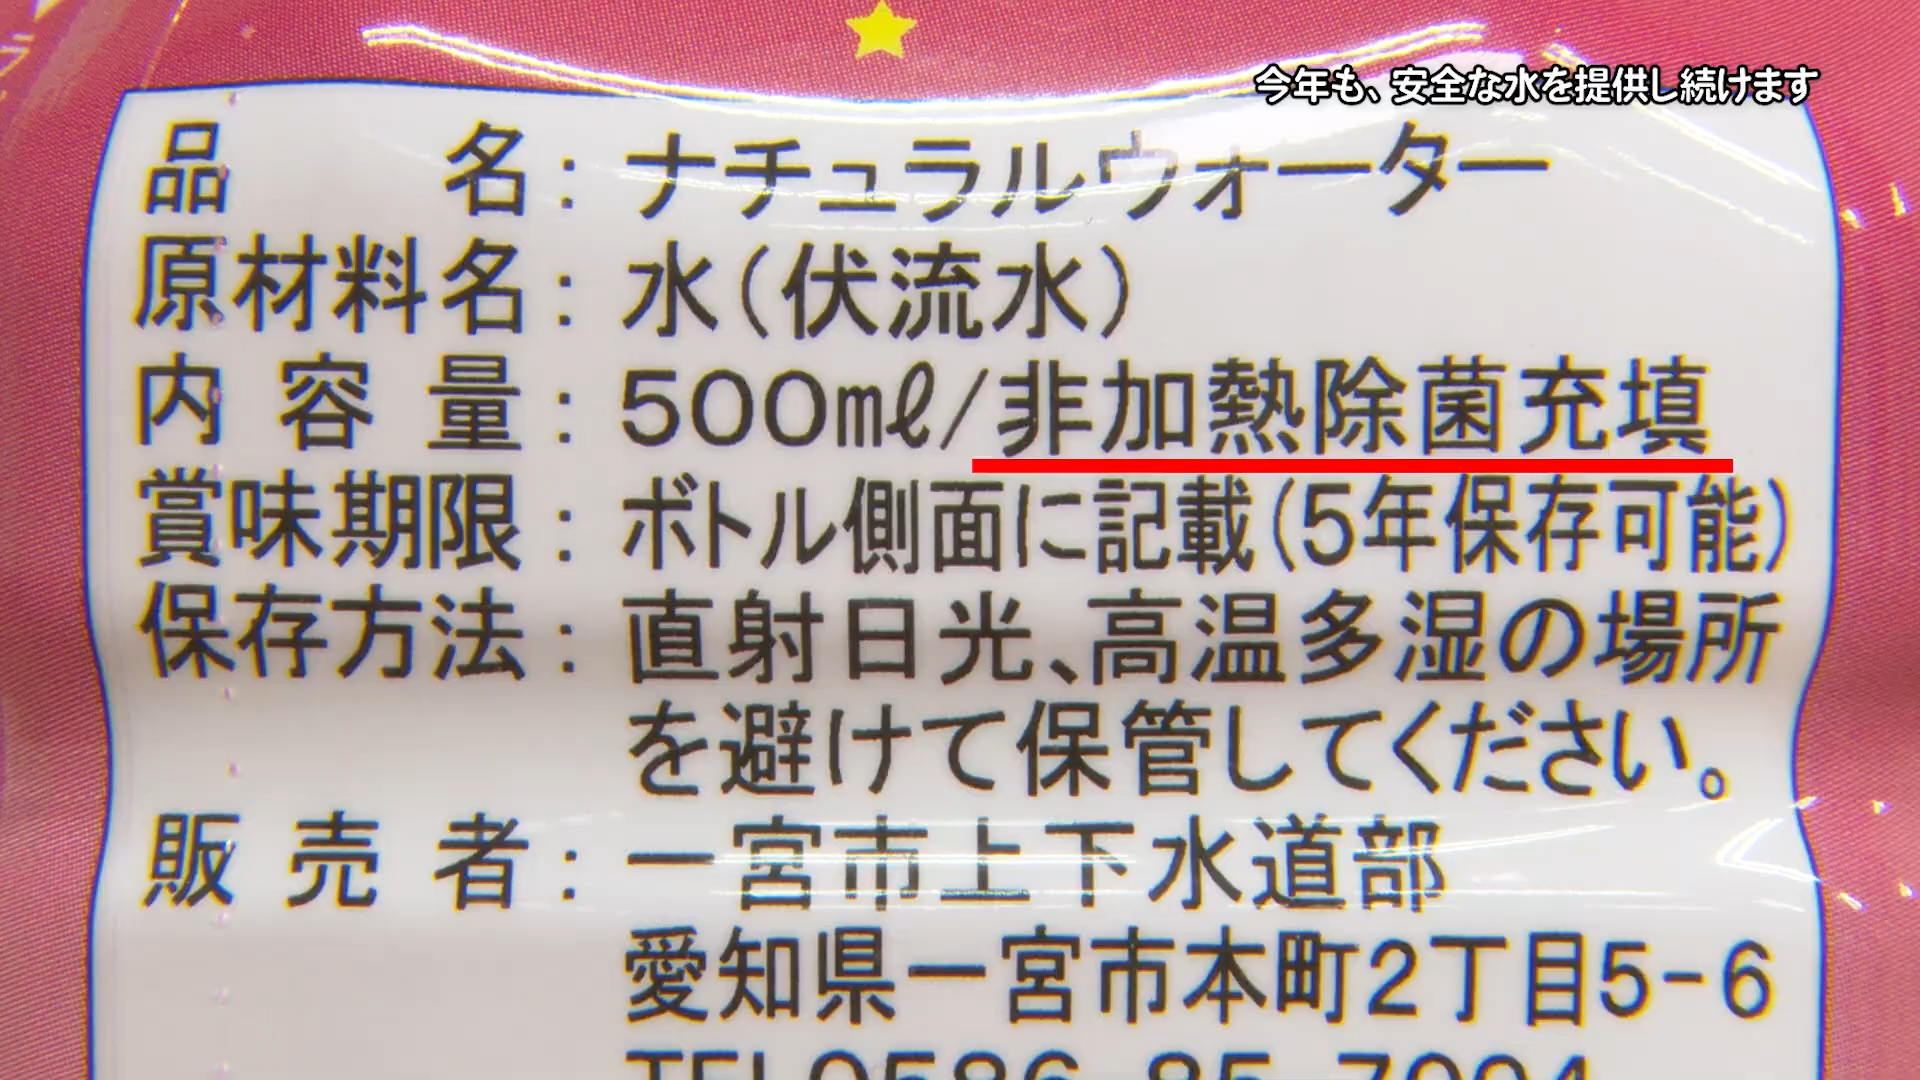 今年も、安全な水を提供し続けます
品名：ナチュラルウォーター
原材料名：水（伏流水）
内容量：500㎖/非加熱除菌充填
賞味期限：ボトル側面に記載（5年保存可能）
保存方法：直射日光、高温多湿の場所
を避けて保管してください。
販売者：一宮市上下水道部
愛知県一宮市本町2丁目5-6